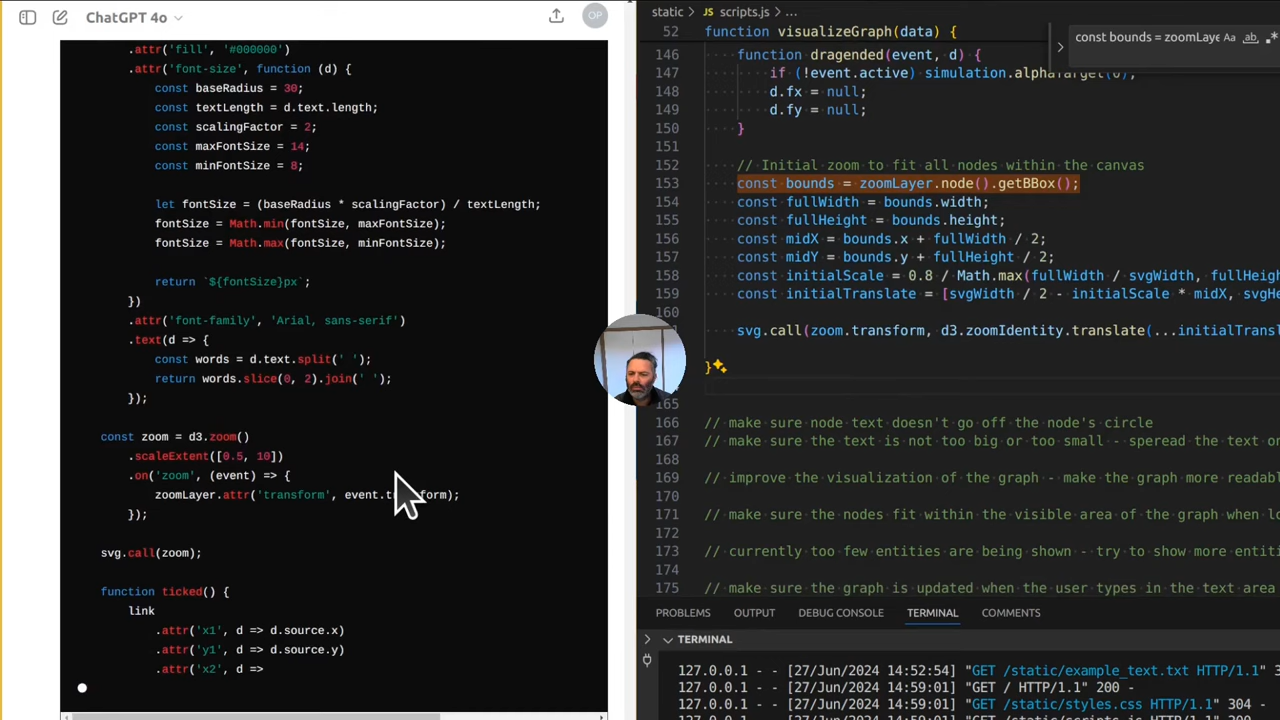 ChatGPT 4o
OP
.attr('fill', '#000000')
.attr('font-size', function (d) {
const baseRadius = 30;
const textLength = d.text.length;
const scalingFactor = 2;
const maxFontSize = 14;
const minFontSize = 8;
let fontSize = (baseRadius * scalingFactor) / textLength;
fontSize = Math.min(fontSize, maxFontSize);
fontSize = Math.max(fontSize, minFontSize);
return `${fontSize}px`;
})
.attr('font-family', 'Arial, sans-serif')
.text(d => {
const words = d.text.split(' ');
return words.slice(0, 2).join(' ');
});
const zoom = d3.zoom()
.scaleExtent([0.5, 10])
.on('zoom', (event) => {
zoomLayer.attr('transform', event.transform);
});
svg.call(zoom);
function ticked() {
link
.attr('x1', d => d.source.x)
.attr('y1', d => d.source.y)
.attr('x2', d =>
static > JS scripts.js > ...
52 function visualizeGraph(data) {
const bounds = zoomLaye Aa ab
146 function dragended(event, d) {
147 if (!event.active) simulation.alphaTarget(0);
148 d.fx = null;
149 d.fy = null;
150 }
151
152 // Initial zoom to fit all nodes within the canvas
153 const bounds = zoomLayer.node().getBBox();
154 const fullWidth = bounds.width;
155 const fullHeight = bounds.height;
156 const midX = bounds.x + fullWidth / 2;
157 const midY = bounds.y + fullHeight / 2;
158 const initialScale = 0.8 / Math.max(fullWidth / svgWidth, fullHeig
159 const initialTranslate = [svgWidth / 2 - initialScale * midX, svgHe
160
svg.call(zoom.transform, d3.zoomIdentity.translate(...initialTransl
}
165
166 // make sure node text doesn't go off the node's circle
167 // make sure the text is not too big or too small - speread the text o
168
169 // improve the visualization of the graph - make the graph more readabl
170
171 // make sure the nodes fit within the visible area of the graph when lo
172
173 // currently too few entities are being shown - try to show more entiti
174
175 // make sure the graph is updated when the user types in the text area
PROBLEMS OUTPUT DEBUG CONSOLE TERMINAL COMMENTS
TERMINAL
127.0.0.1 - - [27/Jun/2024 14:52:54] "GET /static/example_text.txt HTTP/1.1" 3
127.0.0.1 - - [27/Jun/2024 14:59:01] "GET / HTTP/1.1" 200 -
127.0.0.1 - - [27/Jun/2024 14:59:01] "GET /static/styles.css HTTP/1.1" 304 -